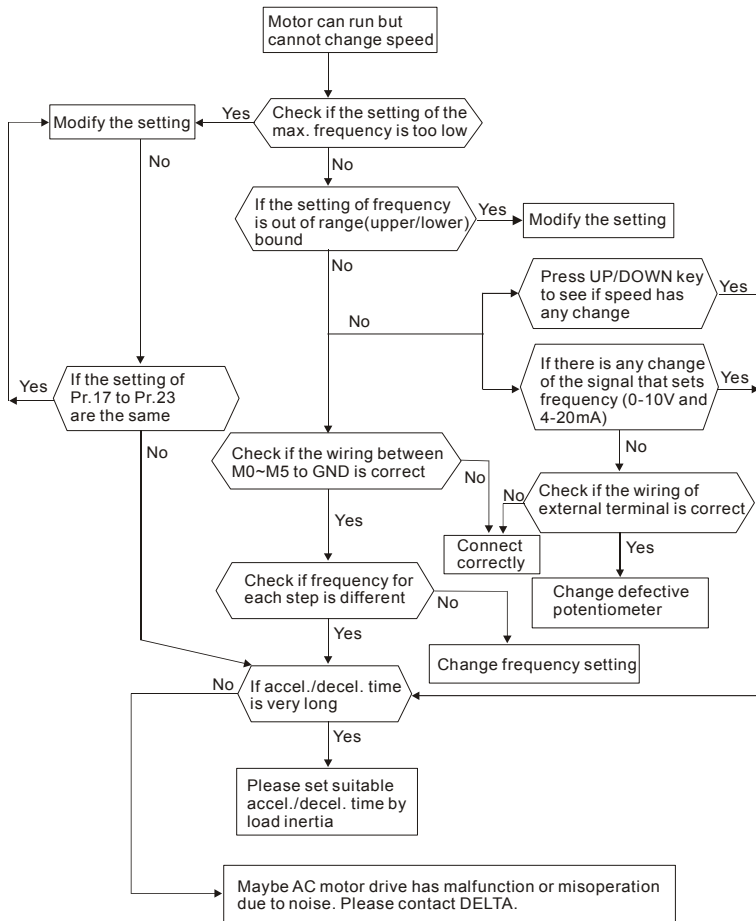 Motor can run but
cannot change speed
Yes
Check if the setting of the
max. frequency is too low
Modify the setting
No
No
If the setting of frequency
is out of range(upper/lower)
bound
Yes
Modify the setting
No
No
Press UP/DOWN key
to see if speed has
any change
Yes
Yes
If the setting of
Pr.17 to Pr.23
are the same
If there is any change
of the signal that sets
frequency (0-10V and
4-20mA)
Yes
No
No
Check if the wiring between
M0~M5 to GND is correct
No
No
Check if the wiring of
external terminal is correct
Yes
Connect
correctly
Yes
Check if frequency for
each step is different
No
Change defective
potentiometer
Yes
Change frequency setting
No
If accel./decel. time
is very long
Yes
Please set suitable
accel./decel. time by
load inertia
Maybe AC motor drive has malfunction or misoperation
due to noise. Please contact DELTA.